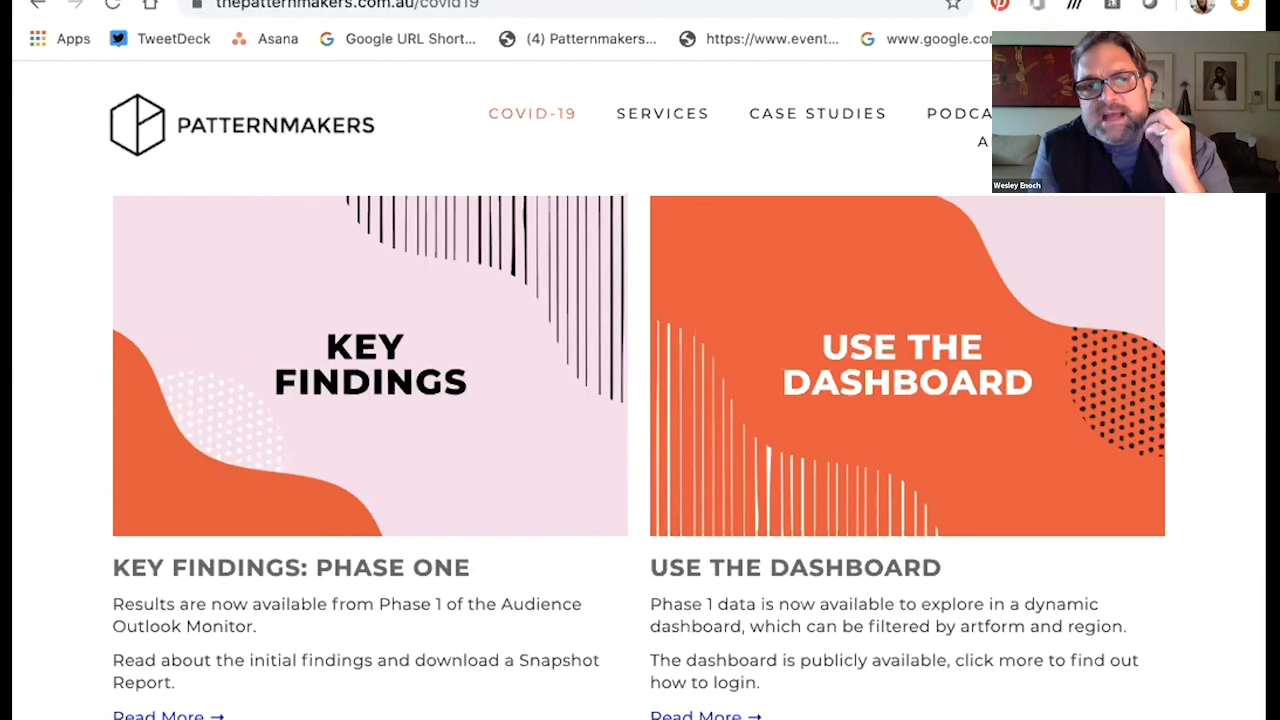 thepatternmakers.com.au/covid19
Apps TweetDeck Asana Google URL Short... (4) Patternmakers... https://www.event... www.google.co
PATTERNMAKERS
COVID-19 SERVICES CASE STUDIES PODCA
A
Wesley Enoch
KEY
FINDINGS
USE THE
DASHBOARD
KEY FINDINGS: PHASE ONE
Results are now available from Phase 1 of the Audience
Outlook Monitor.
Read about the initial findings and download a Snapshot
Report.
Read More →
USE THE DASHBOARD
Phase 1 data is now available to explore in a dynamic
dashboard, which can be filtered by artform and region.
The dashboard is publicly available, click more to find out
how to login.
Read More →